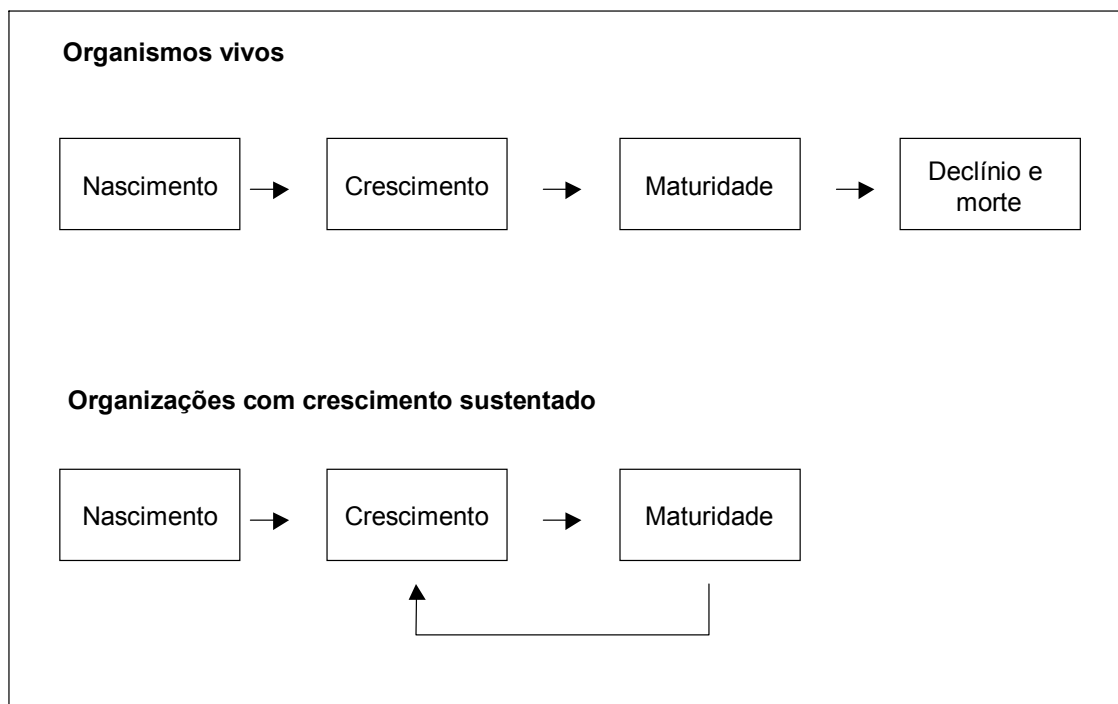 Organismos vivos
Nascimento
Crescimento
Maturidade
Declínio e
morte
Organizações com crescimento sustentado
Nascimento
Crescimento
Maturidade